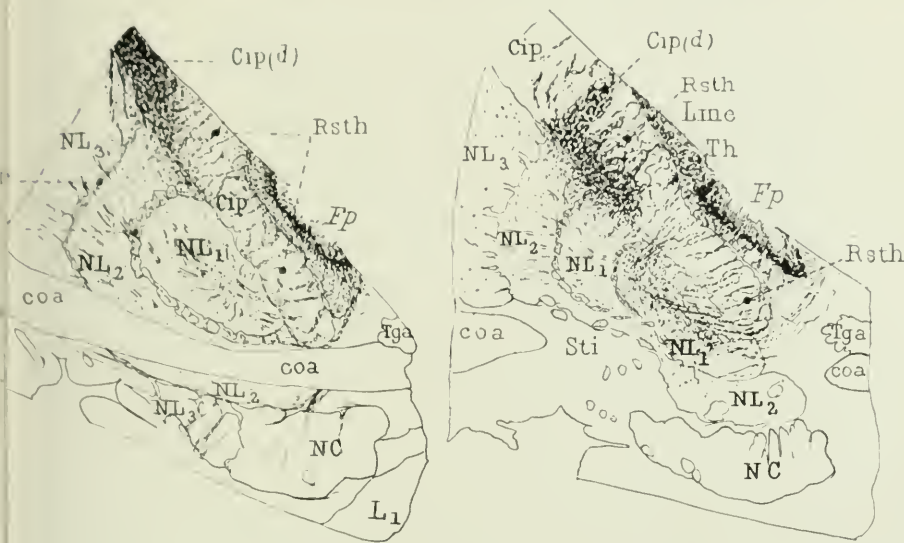 Cip(d)
Rsth
NL3
Cip
Fp
NL1
NL2
coa
Tga
coa
NL2
NL3
NC
L1
Cip
Cip(d)
Rsth
Line
Th
NL3
Fp
NL2
NL1
Rsth
coa
Sti
Tga
NL1
coa
NL2
NC